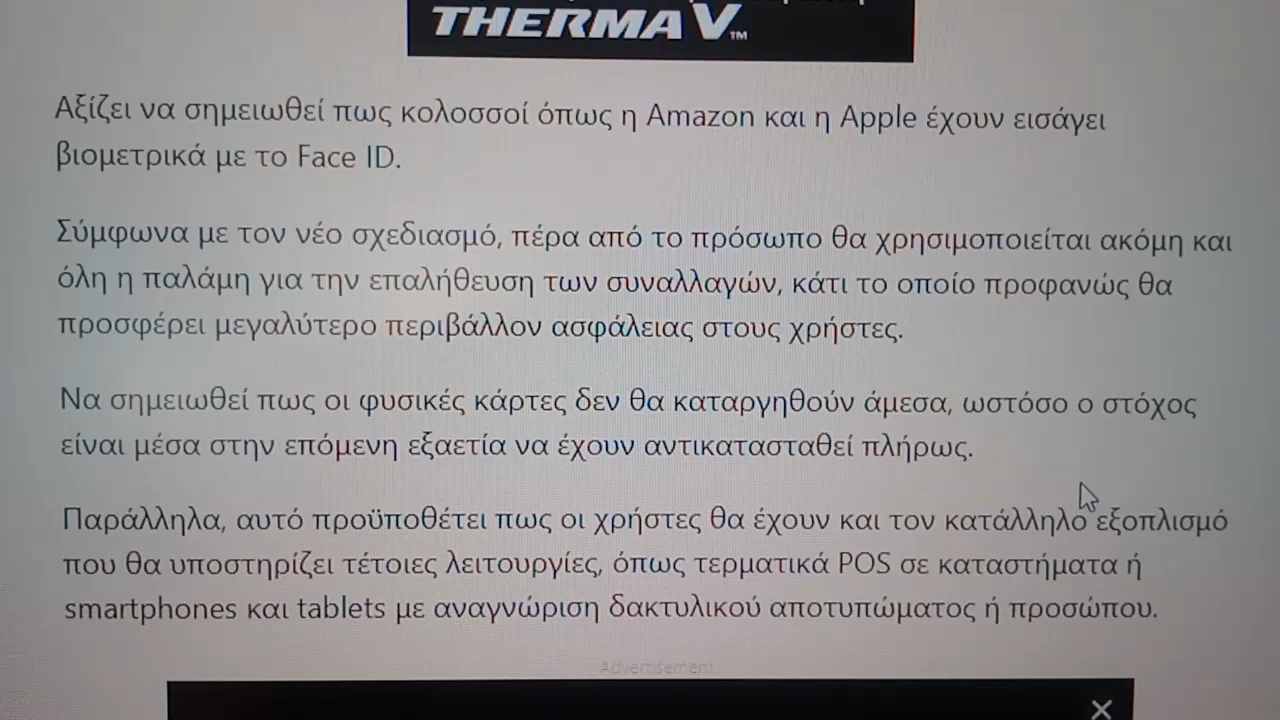 THERMA V™
Αξίζει να σημειωθεί πως κολοσσοί όπως η Amazon και η Apple έχουν εισάγει
βιομετρικά με το Face ID.
Σύμφωνα με τον νέο σχεδιασμό, πέρα από το πρόσωπο θα χρησιμοποιείται ακόμη και
όλη η παλάμη για την επαλήθευση των συναλλαγών, κάτι το οποίο προφανώς θα
προσφέρει μεγαλύτερο περιβάλλον ασφάλειας στους χρήστες.
Να σημειωθεί πως οι φυσικές κάρτες δεν θα καταργηθούν άμεσα, ωστόσο ο στόχος
είναι μέσα στην επόμενη εξαετία να έχουν αντικατασταθεί πλήρως.
Παράλληλα, αυτό προϋποθέτει πως οι χρήστες θα έχουν και τον κατάλληλο εξοπλισμό
που θα υποστηρίζει τέτοιες λειτουργίες, όπως τερματικά POS σε καταστήματα ή
smartphones και tablets με αναγνώριση δακτυλικού αποτυπώματος ή προσώπου.
Advertisement